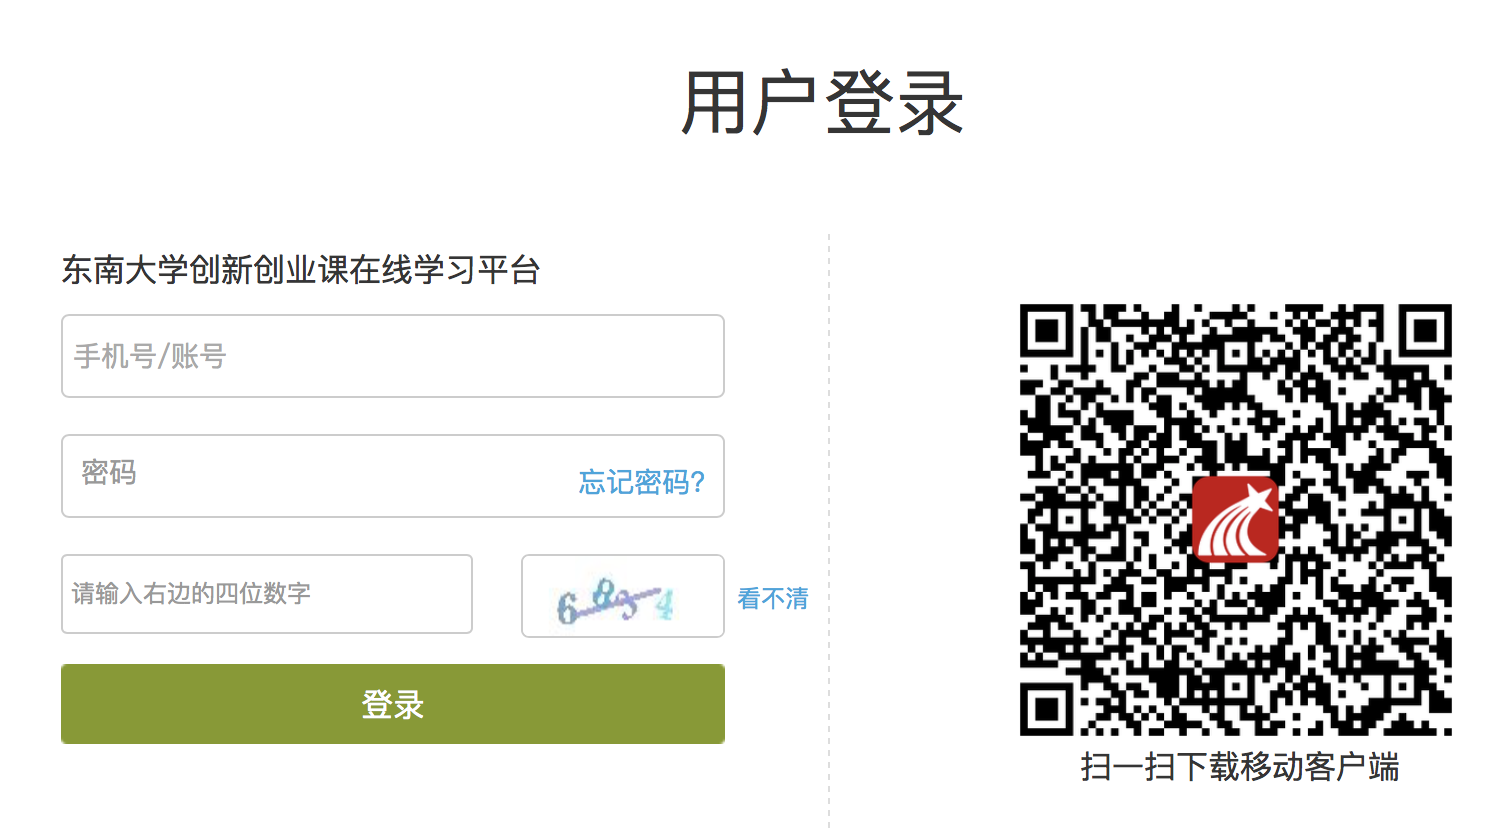 用户登录
东南大学创新创业课在线学习平台
手机号/账号
密码
忘记密码?
请输入右边的四位数字
看不清
登录
扫一扫下载移动客户端